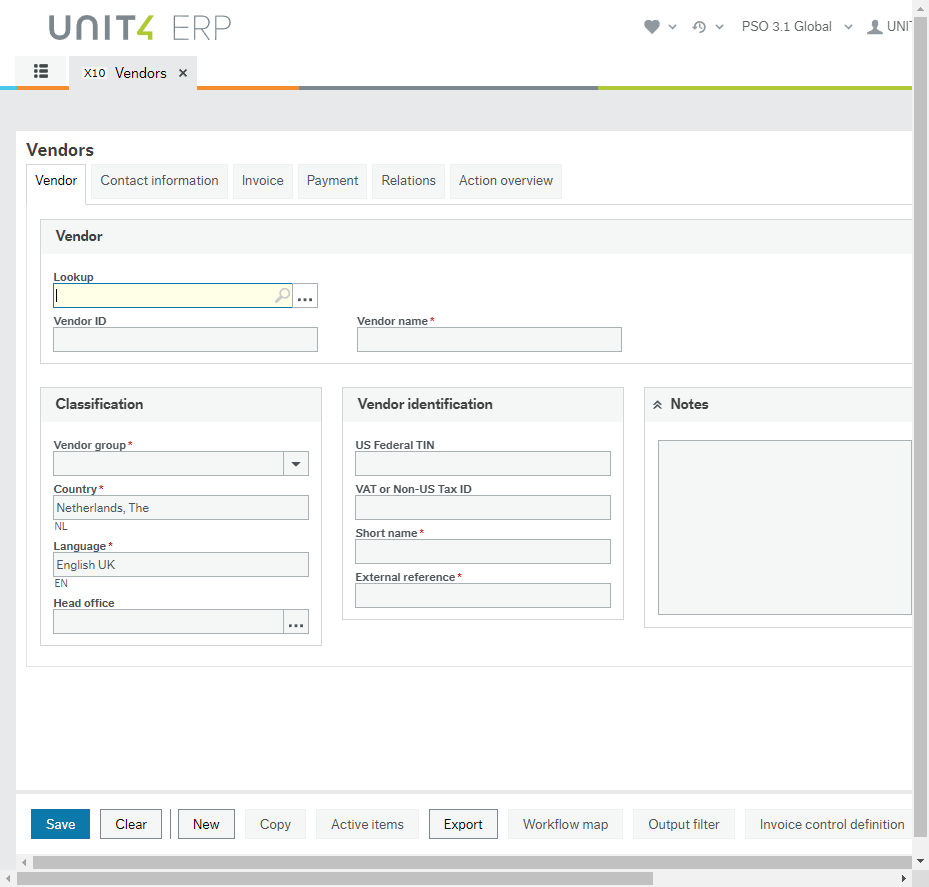 UNIT4 ERP
PSO 3.1 Global
UNIT
X10 Vendors ×
Vendors
Vendor Contact information Invoice Payment Relations Action overview
Vendor
Lookup
...
Vendor ID Vendor name*
Classification Vendor identification Notes
Vendor group* US Federal TIN
Country* VAT or Non-US Tax ID
Netherlands, The
NL
Short name*
Language*
English UK
External reference*
EN
Head office
...
Save Clear New Copy Active items Export Workflow map Output filter Invoice control definition